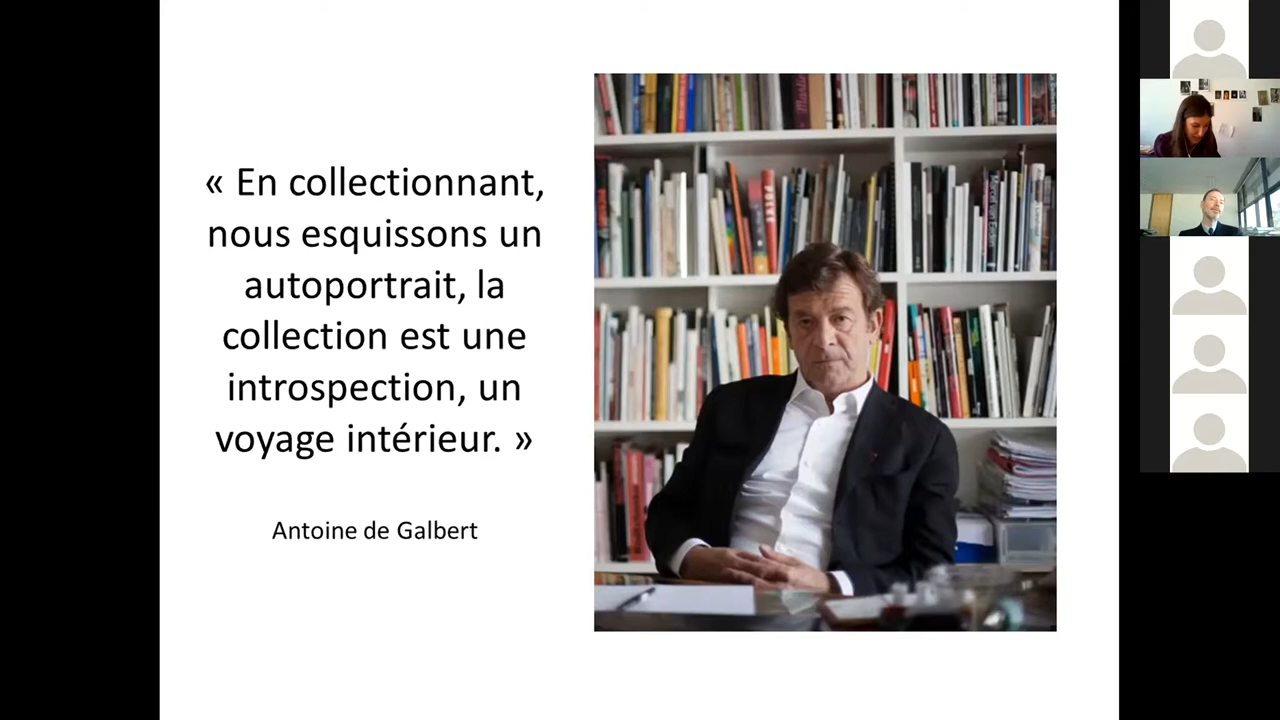 « En collectionnant,
nous esquissons un
autoportrait, la
collection est une
introspection, un
voyage intérieur. »
Antoine de Galbert